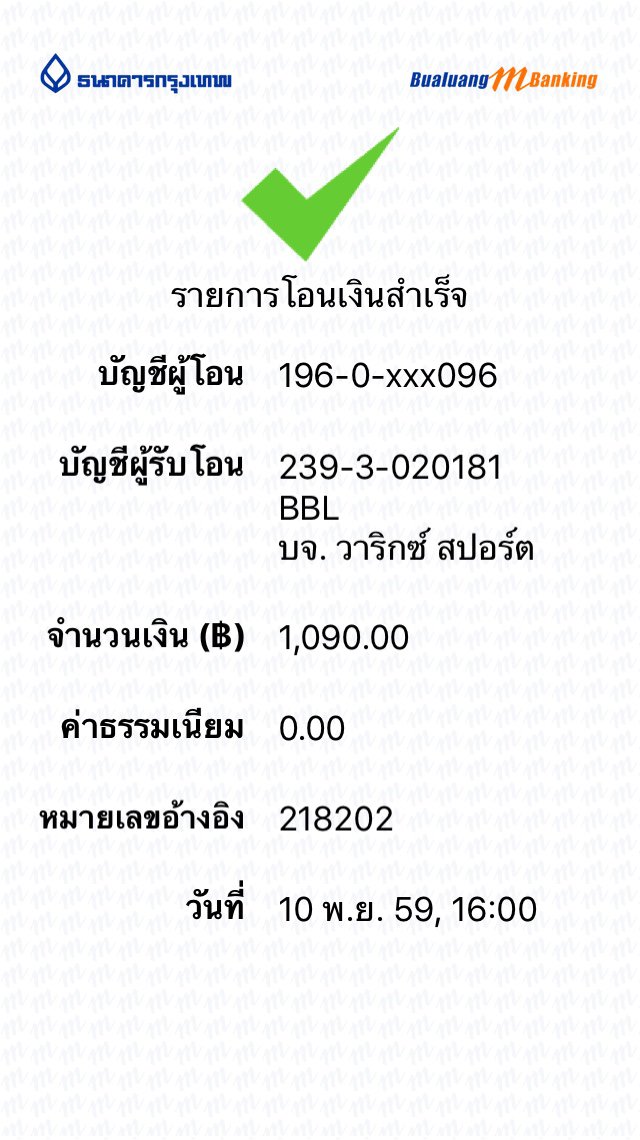 ธนาคารกรุงเทพ Bualuang mBanking
รายการโอนเงินสำเร็จ
บัญชีผู้โอน 196-0-xxx096
บัญชีผู้รับโอน 239-3-020181
BBL
บจ. วาริกซ์ สปอร์ต
จำนวนเงิน (฿) 1,090.00
ค่าธรรมเนียม 0.00
หมายเลขอ้างอิง 218202
วันที่ 10 พ.ย. 59, 16:00